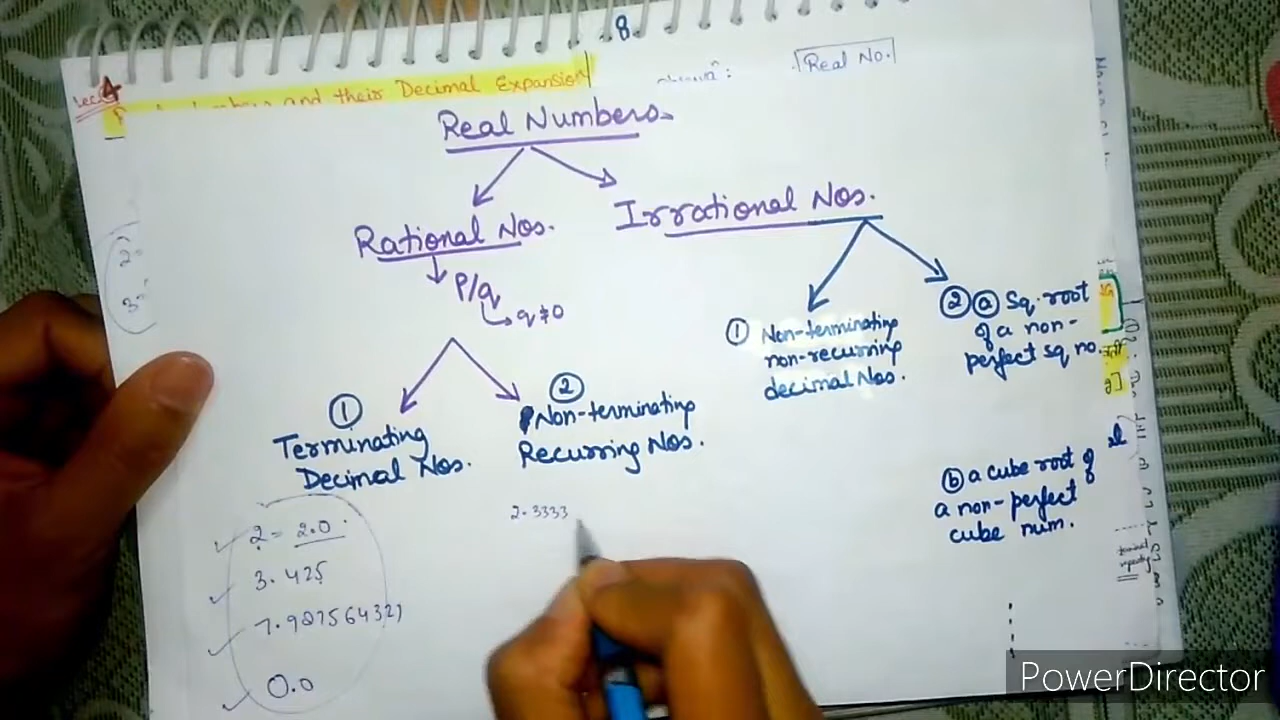 8
Lec 4
and their Decimal Expansion
Real No.
Real Numbers
Rational Nos.
Irrational Nos.
P/q
q ≠ 0
① Non-terminating
non-recurring
decimal Nos.
② ⓐ Sq. root
of a non-
perfect sq no.
①
Terminating
Decimal Nos.
②
Non-terminating
Recurring Nos.
ⓑ a cube root of
a non-perfect
cube num.
2 = 2.0
3.425
7.927564321
0.0
2.3333
PowerDirector